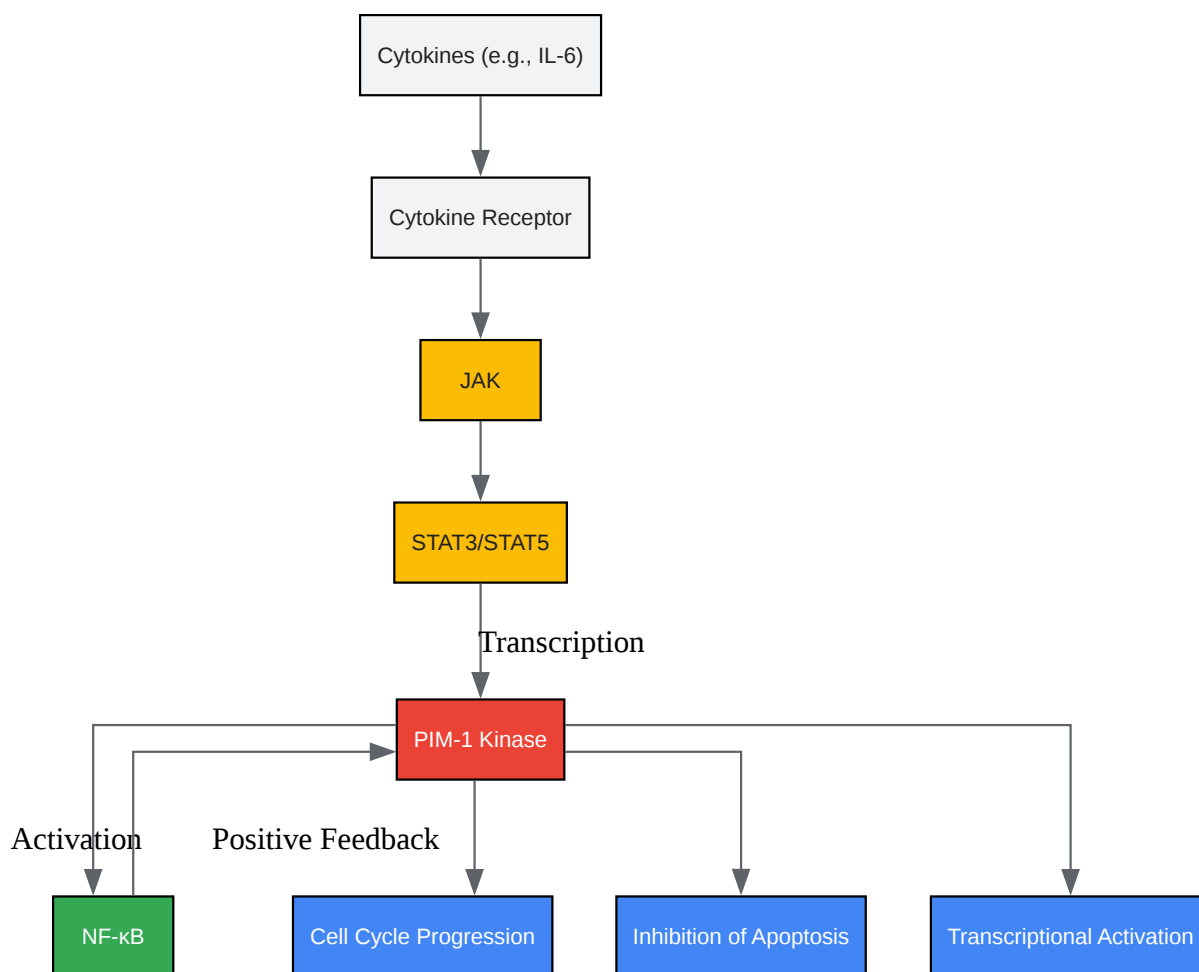 Cytokines (e.g., IL-6)
Cytokine Receptor
JAK
STAT3/STAT5
Transcription
PIM-1 Kinase
Activation
Positive Feedback
NF-κB
Cell Cycle Progression
Inhibition of Apoptosis
Transcriptional Activation